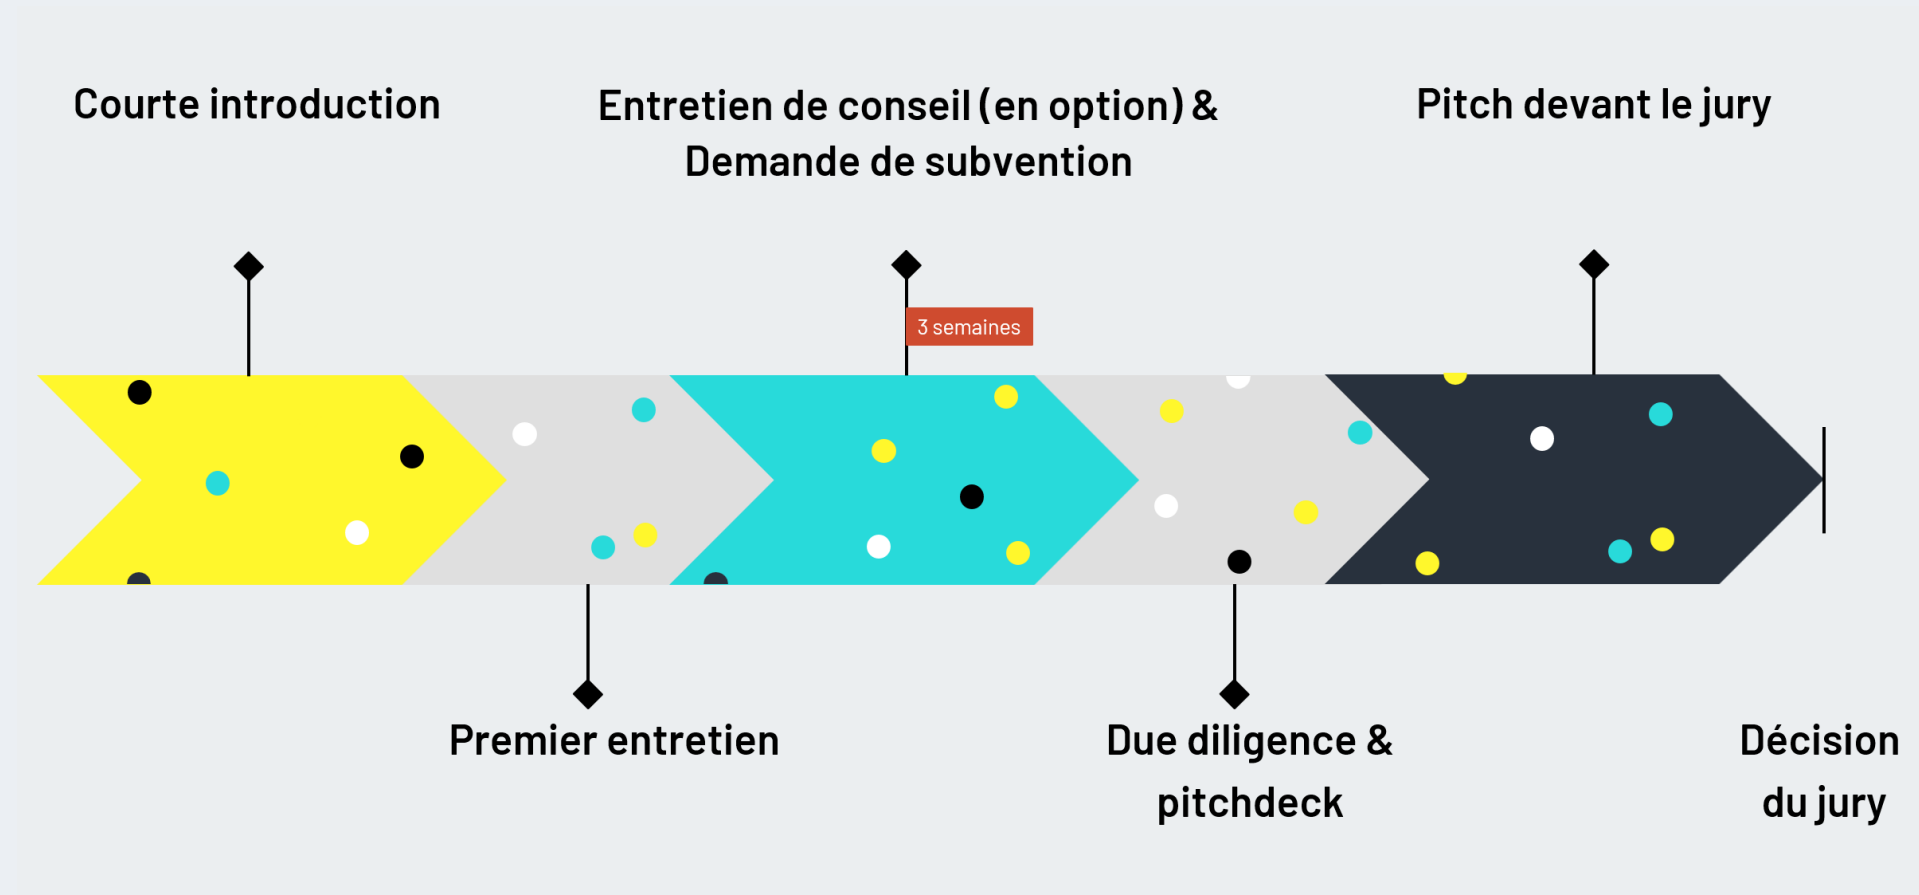 Courte introduction
Entretien de conseil (en option) &
Demande de subvention
Pitch devant le jury
3 semaines
Premier entretien
Due diligence &
pitchdeck
Décision
du jury